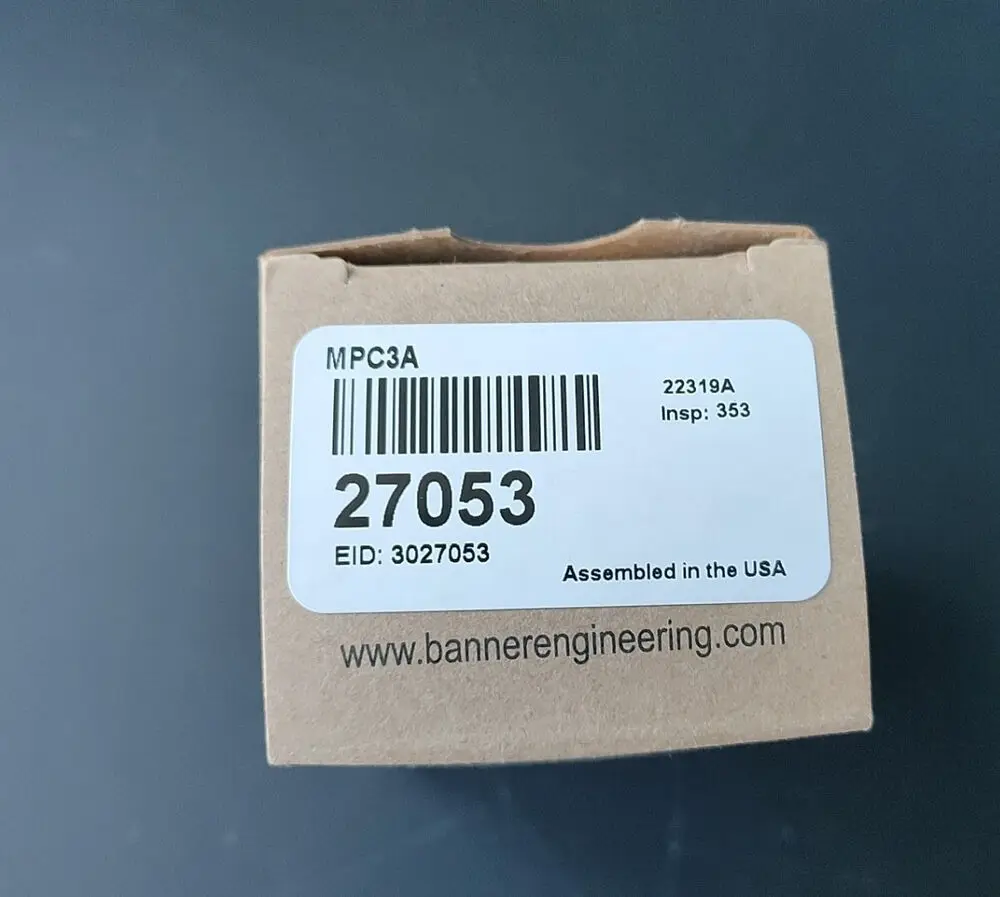 MPC3A
22319A
Insp: 353
27053
EID: 3027053
Assembled in the USA
www.bannerengineering.com